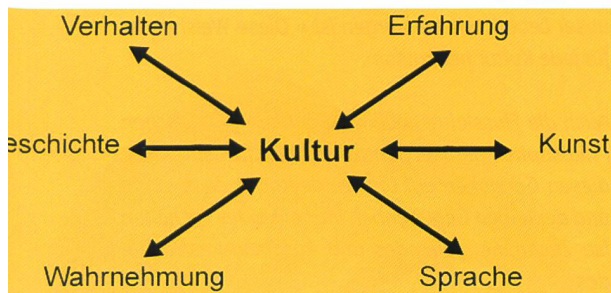 Verhalten Erfahrung
eschichte Kultur Kunst
Wahrnehmung Sprache